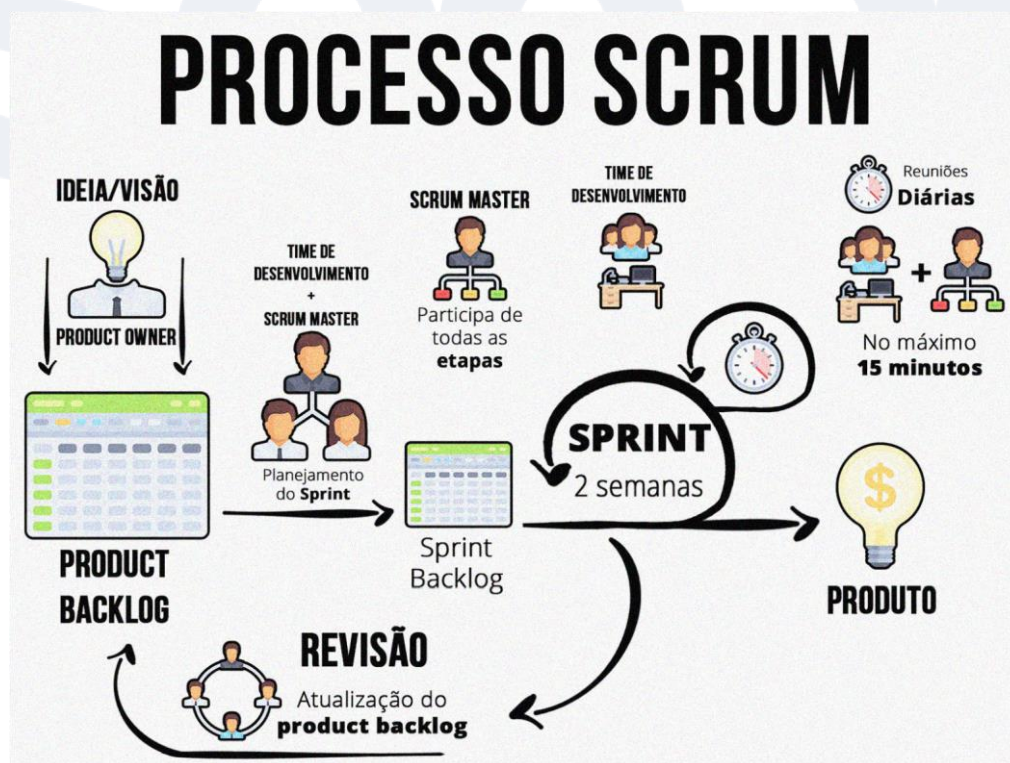 PROCESSO SCRUM
IDEIA/VISÃO
PRODUCT OWNER
PRODUCT
BACKLOG
TIME DE
DESENVOLVIMENTO
+
SCRUM MASTER
Planejamento
do Sprint
SCRUM MASTER
Participa de
todas as
etapas
Sprint
Backlog
TIME DE
DESENVOLVIMENTO
SPRINT
2 semanas
Reuniões
Diárias
+
No máximo
15 minutos
$
PRODUTO
REVISÃO
Atualização do
product backlog